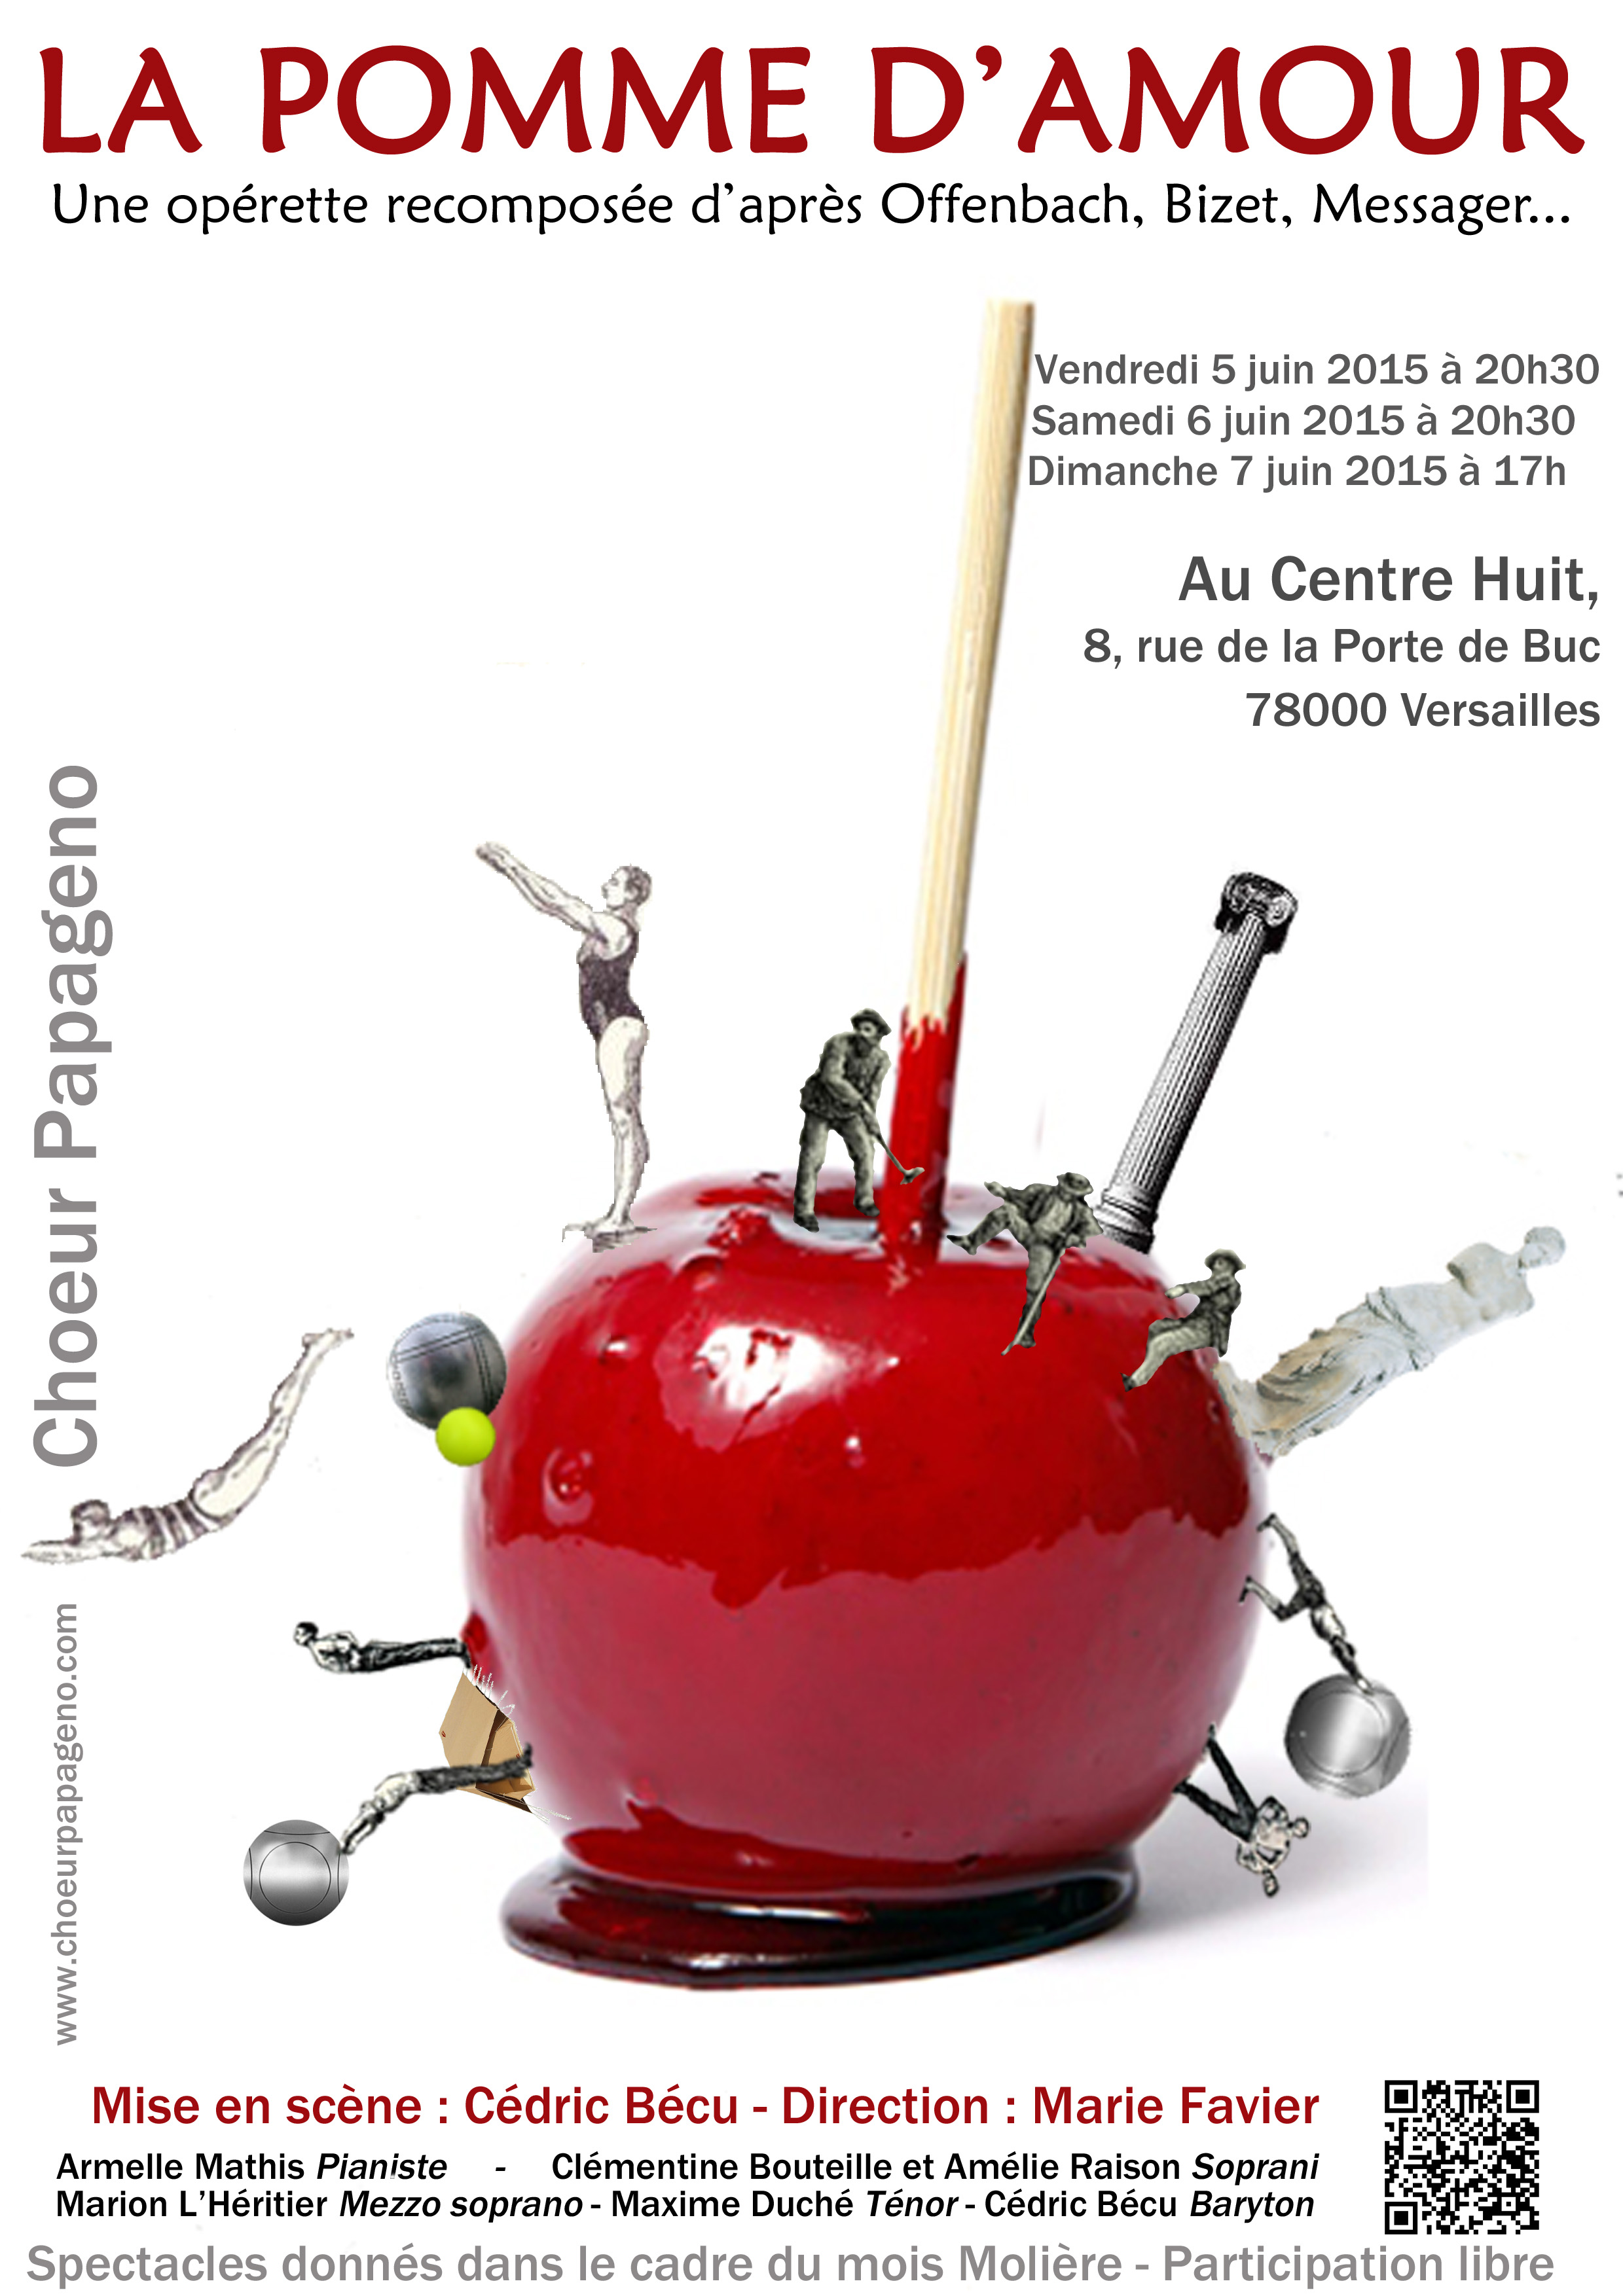 LA POMME D'AMOUR
Une opérette recomposée d'après Offenbach, Bizet, Messager...
Vendredi 5 juin 2015 à 20h30
Samedi 6 juin 2015 à 20h30
Dimanche 7 juin 2015 à 17h
Au Centre Huit,
8, rue de la Porte de Buc
78000 Versailles
Choeur Papageno
www.choeurpapageno.com
Mise en scène : Cédric Bécu - Direction : Marie Favier
Armelle Mathis Pianiste - Clémentine Bouteille et Amélie Raison Soprani
Marion L'Héritier Mezzo soprano - Maxime Duché Ténor - Cédric Bécu Baryton
Spectacles donnés dans le cadre du mois Molière - Participation libre